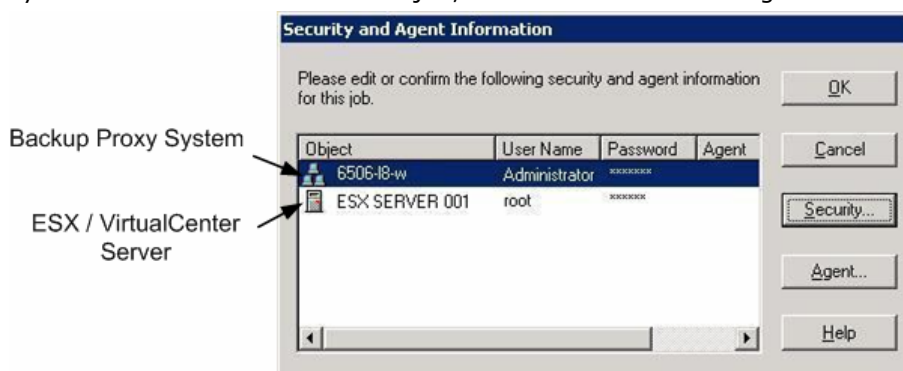 Security and Agent Information
Please edit or confirm the following security and agent information
for this job.
OK
Backup Proxy System
Object User Name Password Agent
Cancel
6506-I8-w Administrator *******
ESX SERVER 001 root *******
Security...
ESX / VirtualCenter
Server
Agent...
Help